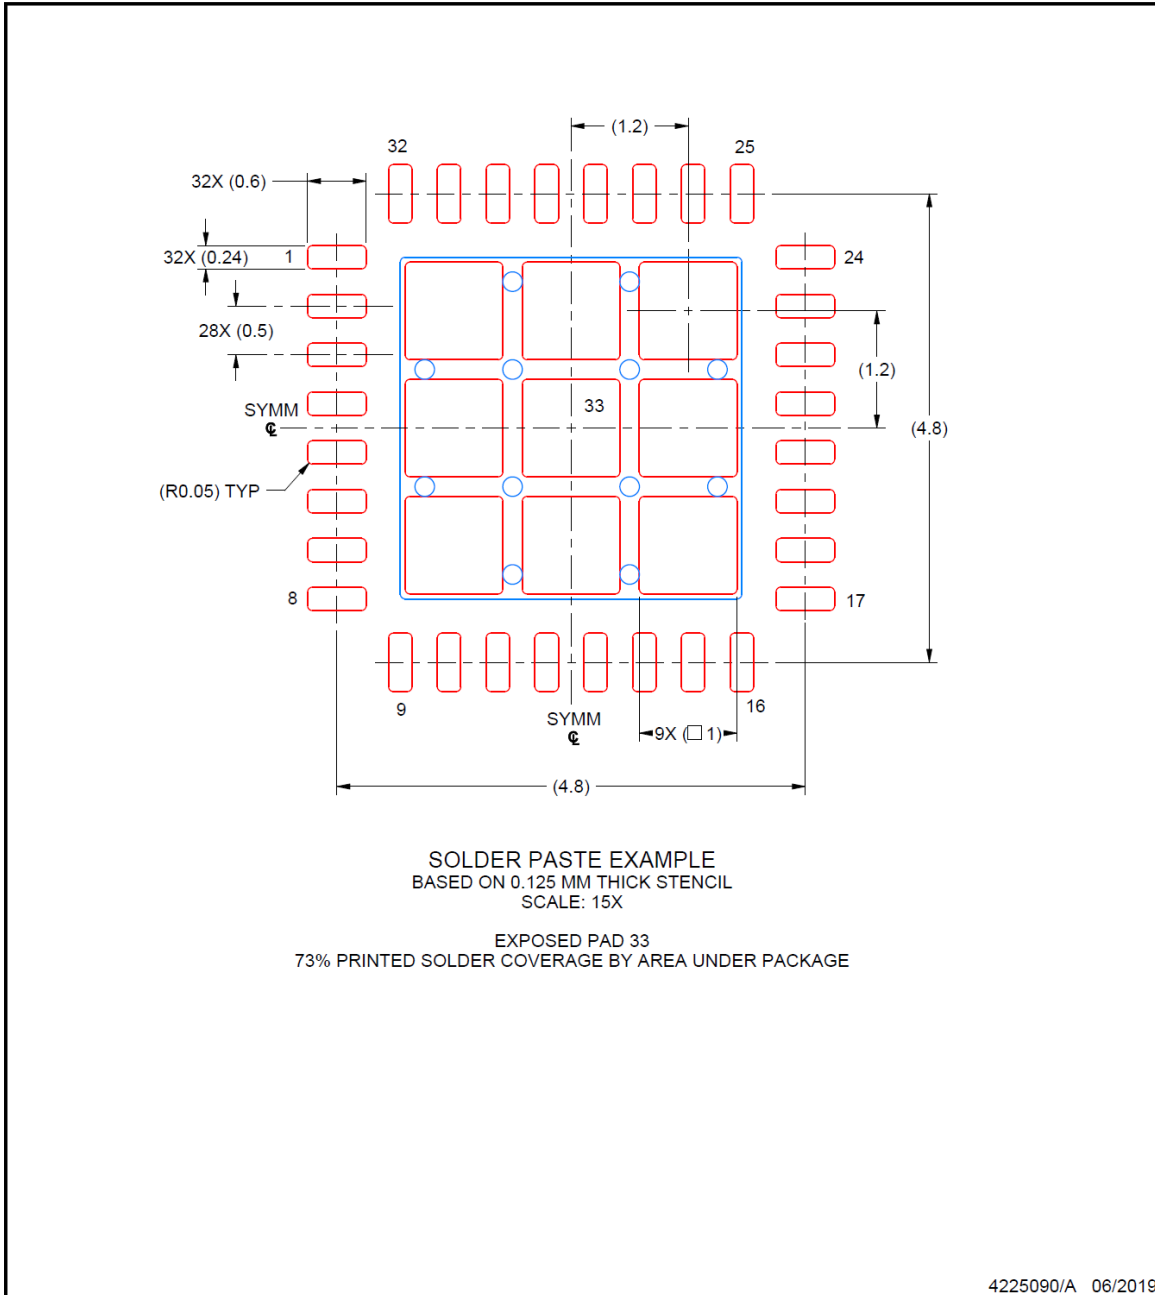 (1.2)
32
25
32X (0.6)
32X (0.24)
1
24
28X (0.5)
(1.2)
33
SYMM
℄
(4.8)
(R0.05) TYP
8
17
9
16
SYMM
℄
9X (□ 1)
(4.8)
SOLDER PASTE EXAMPLE
BASED ON 0.125 MM THICK STENCIL
SCALE: 15X
EXPOSED PAD 33
73% PRINTED SOLDER COVERAGE BY AREA UNDER PACKAGE
4225090/A 06/2019